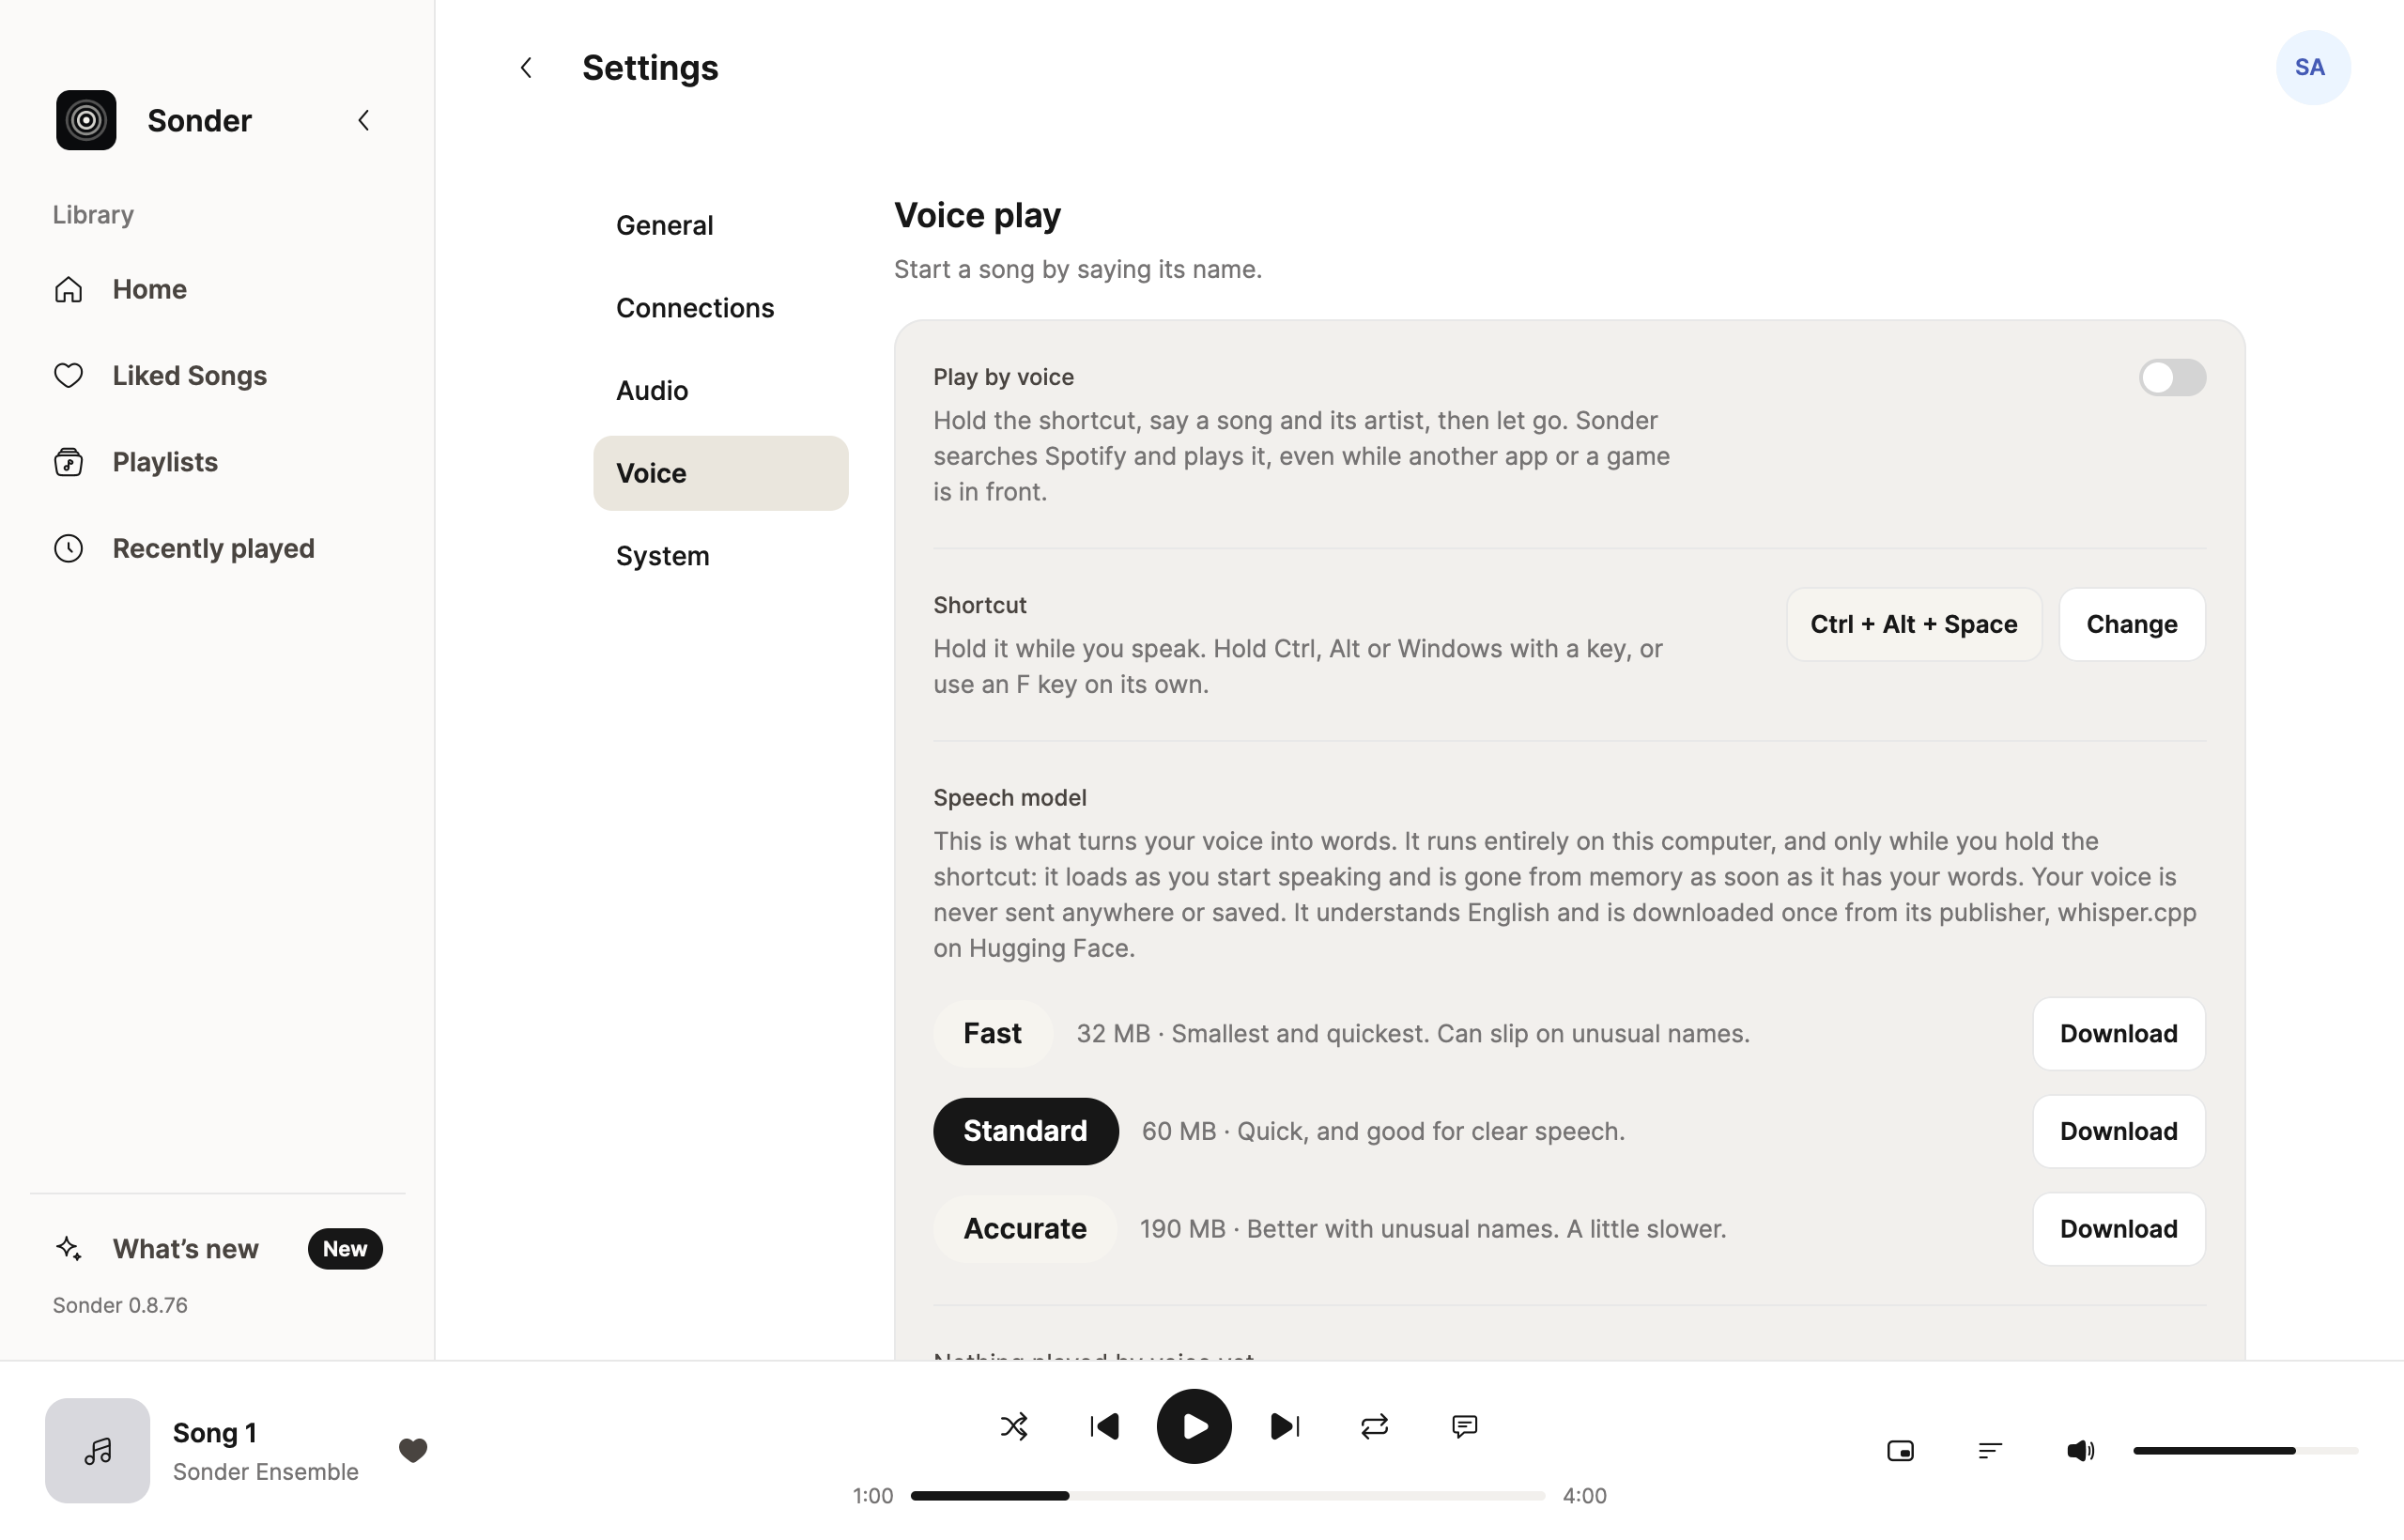 Sonder
Library
Home
Liked Songs
Playlists
Recently played
What’s new
New
Sonder 0.8.76
Settings
SA
General
Connections
Audio
Voice
System
Voice play
Start a song by saying its name.
Play by voice
Hold the shortcut, say a song and its artist, then let go. Sonder
searches Spotify and plays it, even while another app or a game
is in front.
Shortcut
Hold it while you speak. Hold Ctrl, Alt or Windows with a key, or
use an F key on its own.
Ctrl + Alt + Space
Change
Speech model
This is what turns your voice into words. It runs entirely on this computer, and only while you hold the
shortcut: it loads as you start speaking and is gone from memory as soon as it has your words. Your voice is
never sent anywhere or saved. It understands English and is downloaded once from its publisher, whisper.cpp
on Hugging Face.
Fast 32 MB · Smallest and quickest. Can slip on unusual names. Download
Standard 60 MB · Quick, and good for clear speech. Download
Accurate 190 MB · Better with unusual names. A little slower. Download
Nothing played by voice yet
Song 1
Sonder Ensemble
1:00
4:00